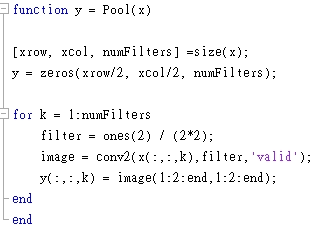 function y = Pool(x)
[xrow, xcol, numFilters] =size(x);
y = zeros(xrow/2, xcol/2, numFilters);
for k = 1:numFilters
filter = ones(2) / (2*2);
image = conv2(x(:,:,k),filter,'valid');
y(:,:,k) = image(1:2:end,1:2:end);
end
end